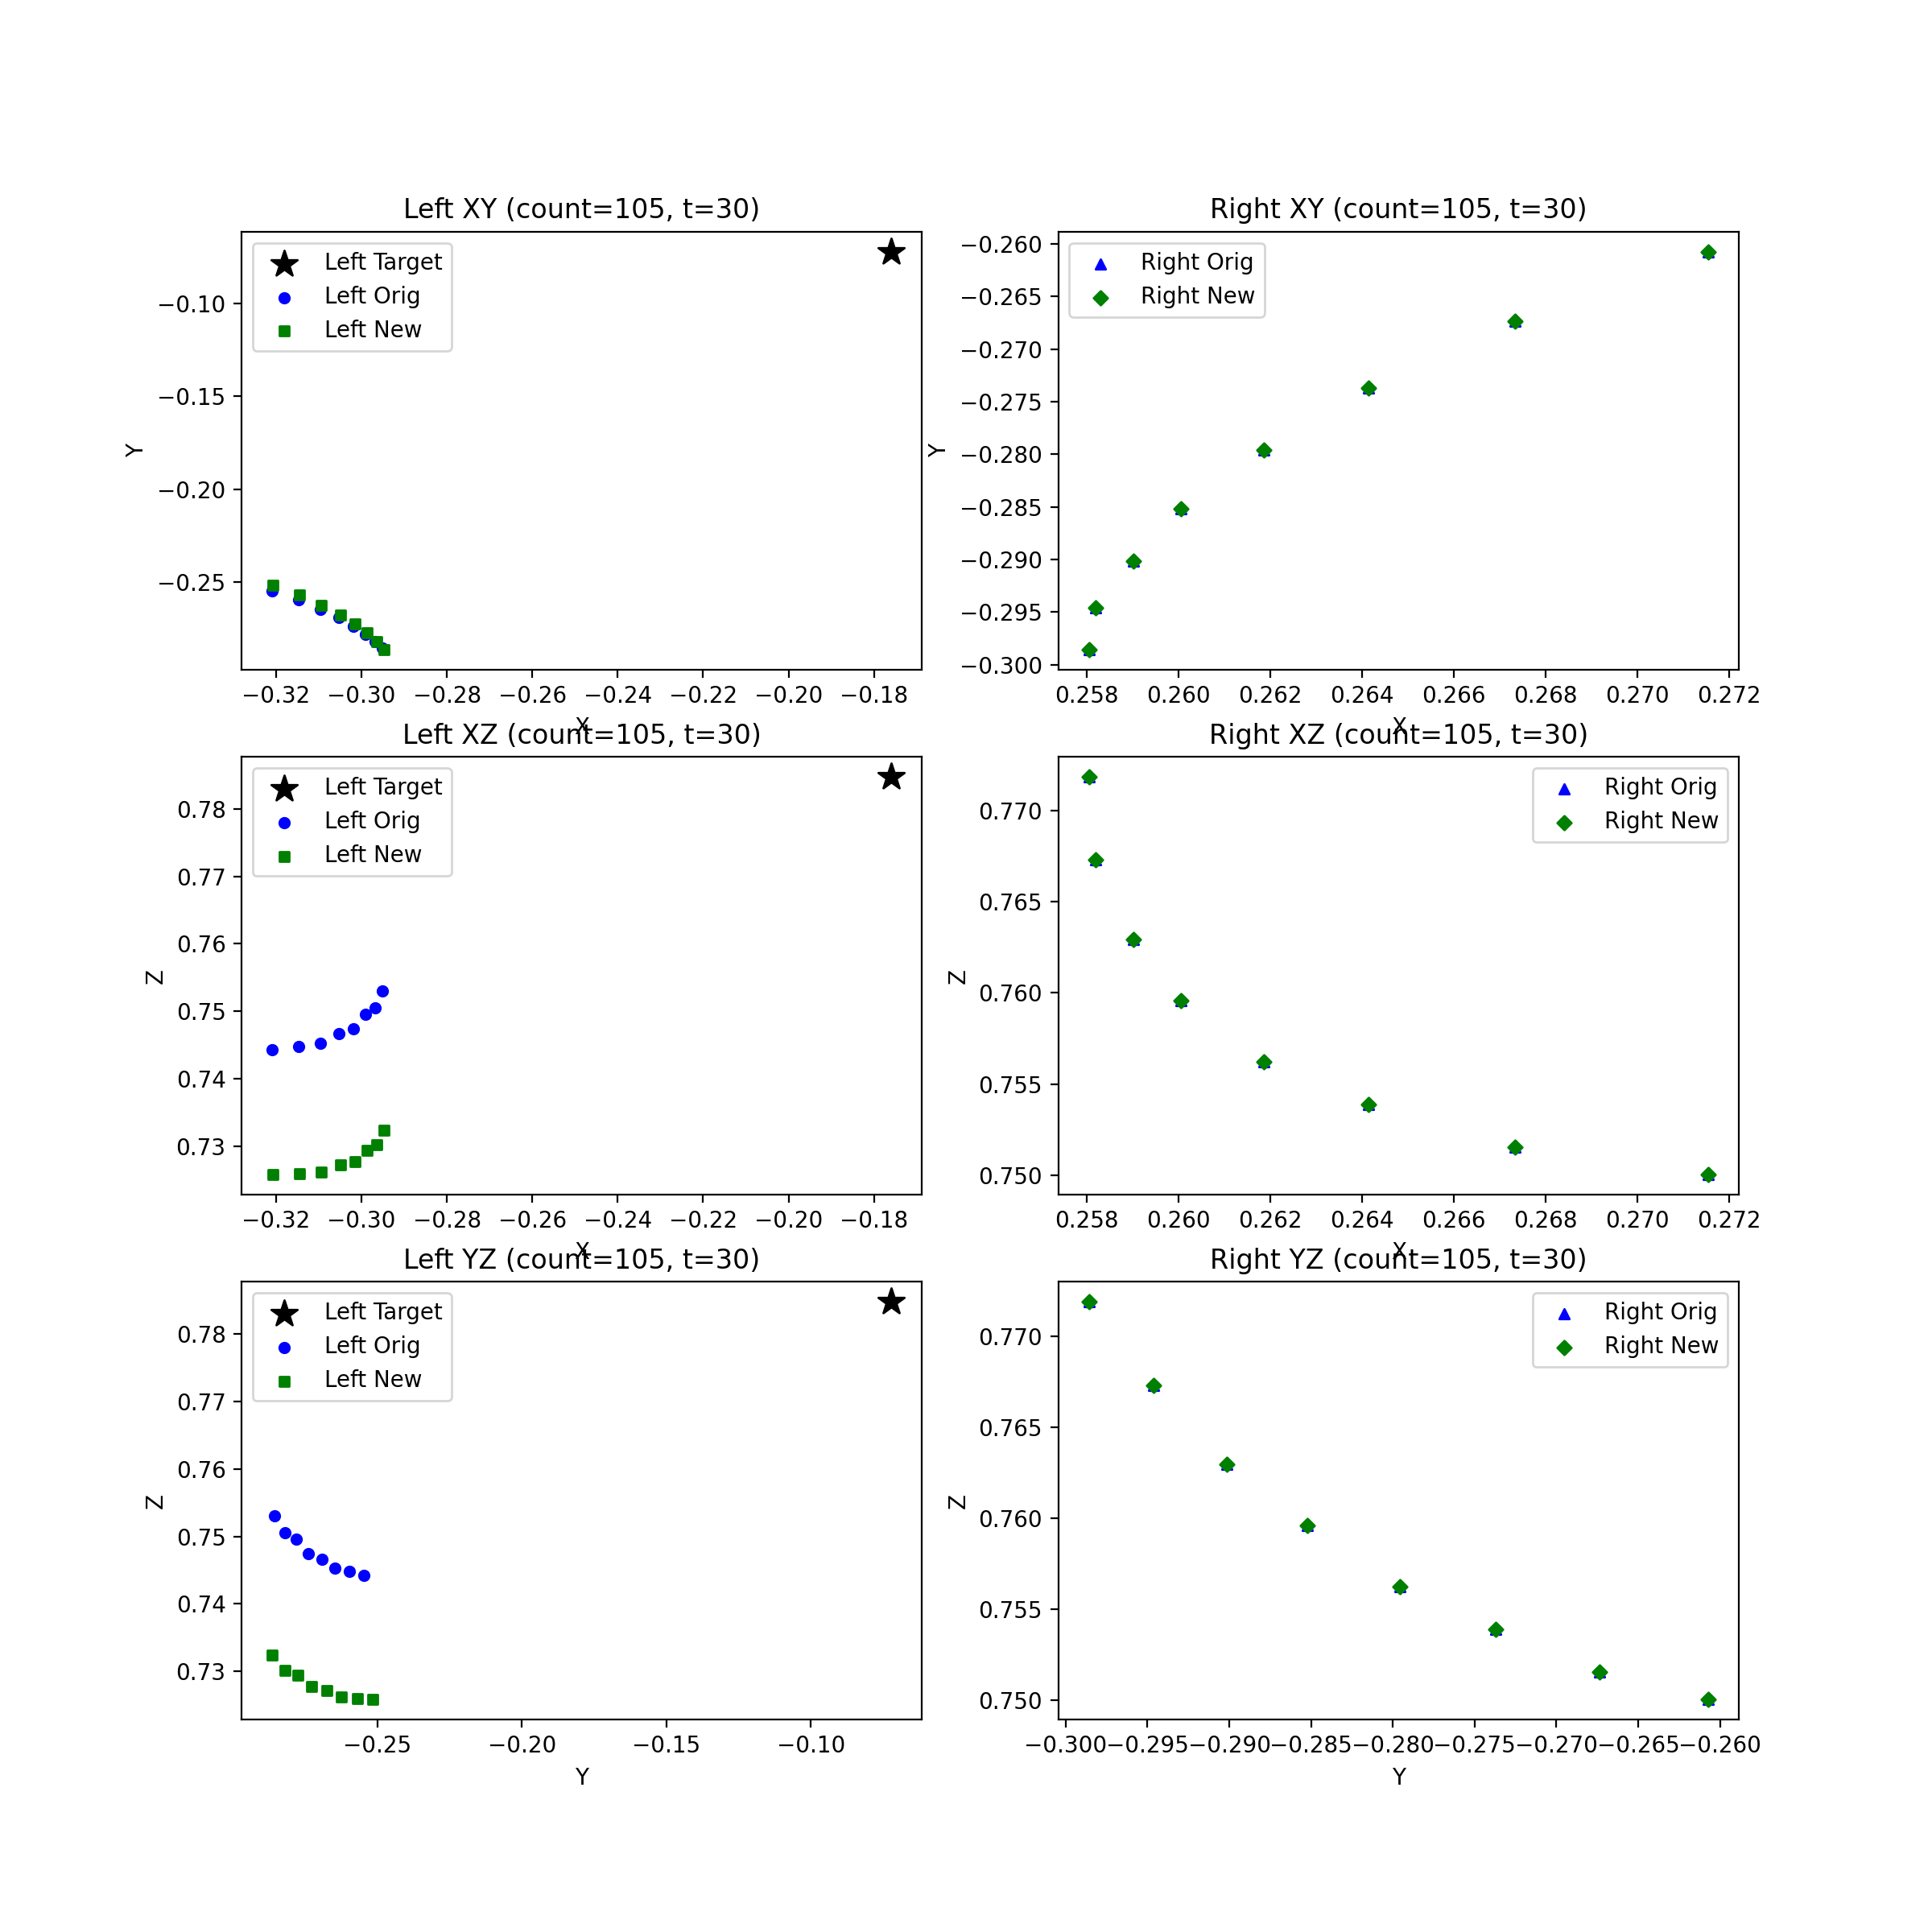 Left XY (count=105, t=30)
Left Target
Left Orig
Left New
−0.10
−0.15
−0.20
−0.25
Y
−0.32 −0.30 −0.28 −0.26 −0.24 −0.22 −0.20 −0.18
X
Right XY (count=105, t=30)
Right Orig
Right New
−0.260
−0.265
−0.270
−0.275
−0.280
−0.285
−0.290
−0.295
−0.300
Y
0.258 0.260 0.262 0.264 0.266 0.268 0.270 0.272
X
Left XZ (count=105, t=30)
Left Target
Left Orig
Left New
0.78
0.77
0.76
0.75
0.74
0.73
Z
−0.32 −0.30 −0.28 −0.26 −0.24 −0.22 −0.20 −0.18
X
Right XZ (count=105, t=30)
Right Orig
Right New
0.770
0.765
0.760
0.755
0.750
Z
0.258 0.260 0.262 0.264 0.266 0.268 0.270 0.272
X
Left YZ (count=105, t=30)
Left Target
Left Orig
Left New
0.78
0.77
0.76
0.75
0.74
0.73
Z
−0.25 −0.20 −0.15 −0.10
Y
Right YZ (count=105, t=30)
Right Orig
Right New
0.770
0.765
0.760
0.755
0.750
Z
−0.300 −0.295 −0.290 −0.285 −0.280 −0.275 −0.270 −0.265 −0.260
Y